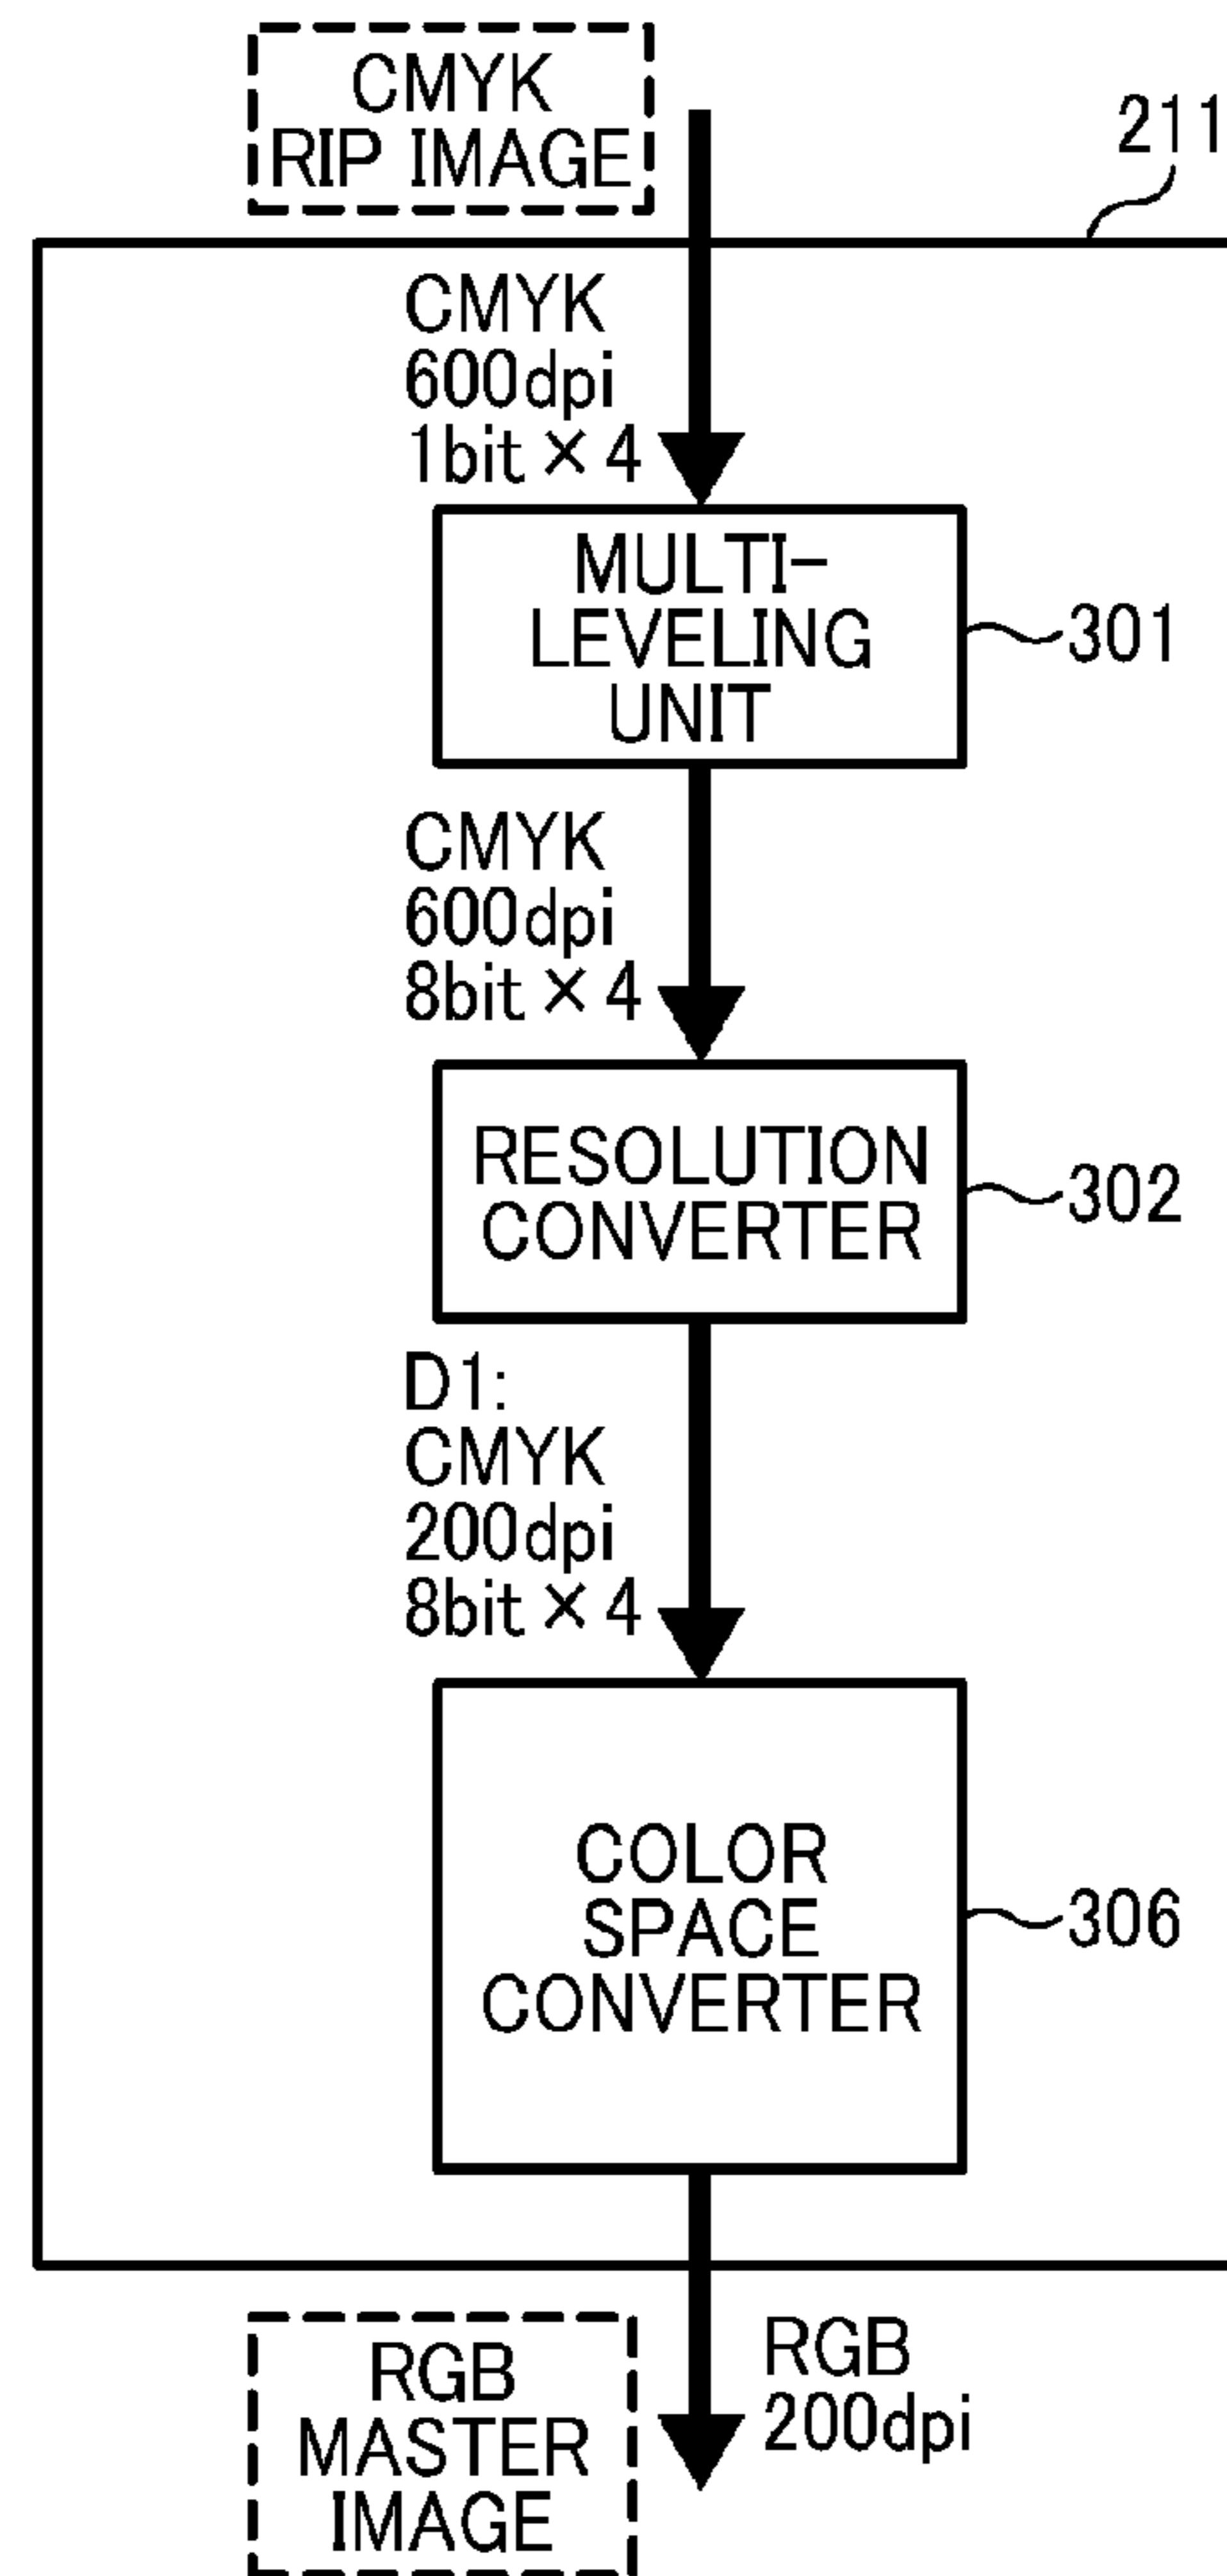 CMYK
RIP IMAGE
211
CMYK
600dpi
1bit × 4
MULTI-
LEVELING
UNIT
301
CMYK
600dpi
8bit × 4
RESOLUTION
CONVERTER
302
D1:
CMYK
200dpi
8bit × 4
COLOR
SPACE
CONVERTER
306
RGB
MASTER
IMAGE
RGB
200dpi